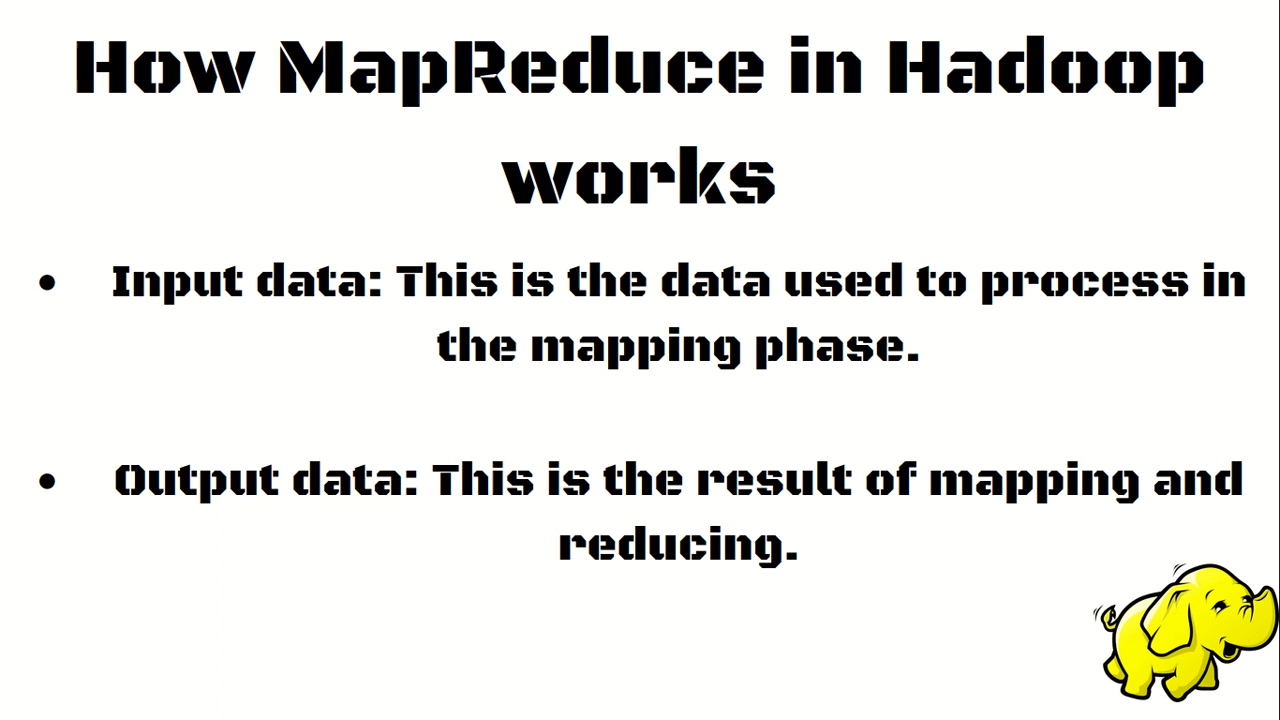 How MapReduce in Hadoop
works
• Input data: This is the data used to process in
the mapping phase.
• Output data: This is the result of mapping and
reducing.